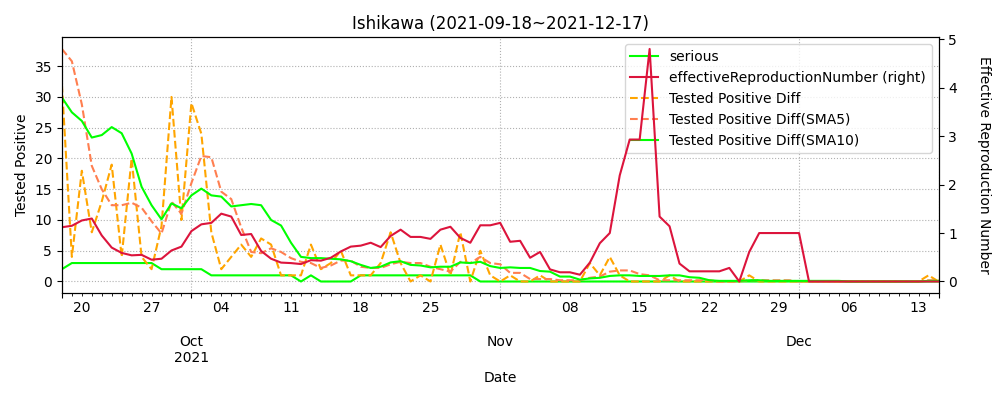 Ishikawa (2021-09-18~2021-12-17)
serious
effectiveReproductionNumber (right)
Tested Positive Diff
Tested Positive Diff(SMA5)
Tested Positive Diff(SMA10)
Tested Positive
35
30
25
20
15
10
5
0
Effective Reproduction Number
5
4
3
2
1
0
20 27 04 11 18 25 08 15 22 29 06 13
Oct Nov Dec
2021
Date